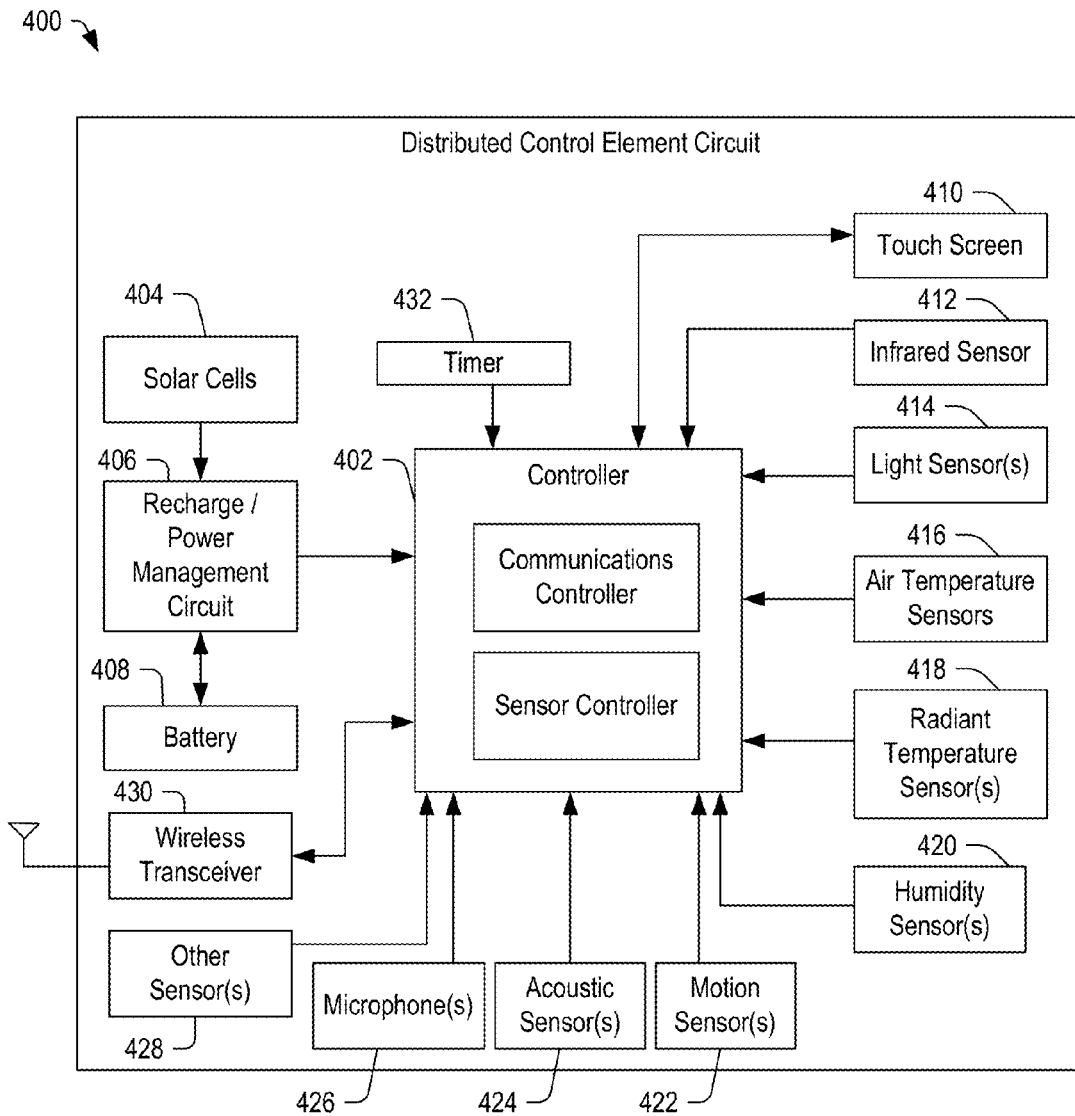 400
Distributed Control Element Circuit
410
Touch Screen
404
432
412
Solar Cells
Timer
Infrared Sensor
414
406
402
Controller
Light Sensor(s)
Recharge /
Power
Management
Circuit
Communications
Controller
416
Air Temperature
Sensors
408
Sensor Controller
418
Battery
Radiant
Temperature
Sensor(s)
430
Wireless
Transceiver
420
Humidity
Sensor(s)
Other
Sensor(s)
428
Microphone(s)
426
Acoustic
Sensor(s)
424
Motion
Sensor(s)
422